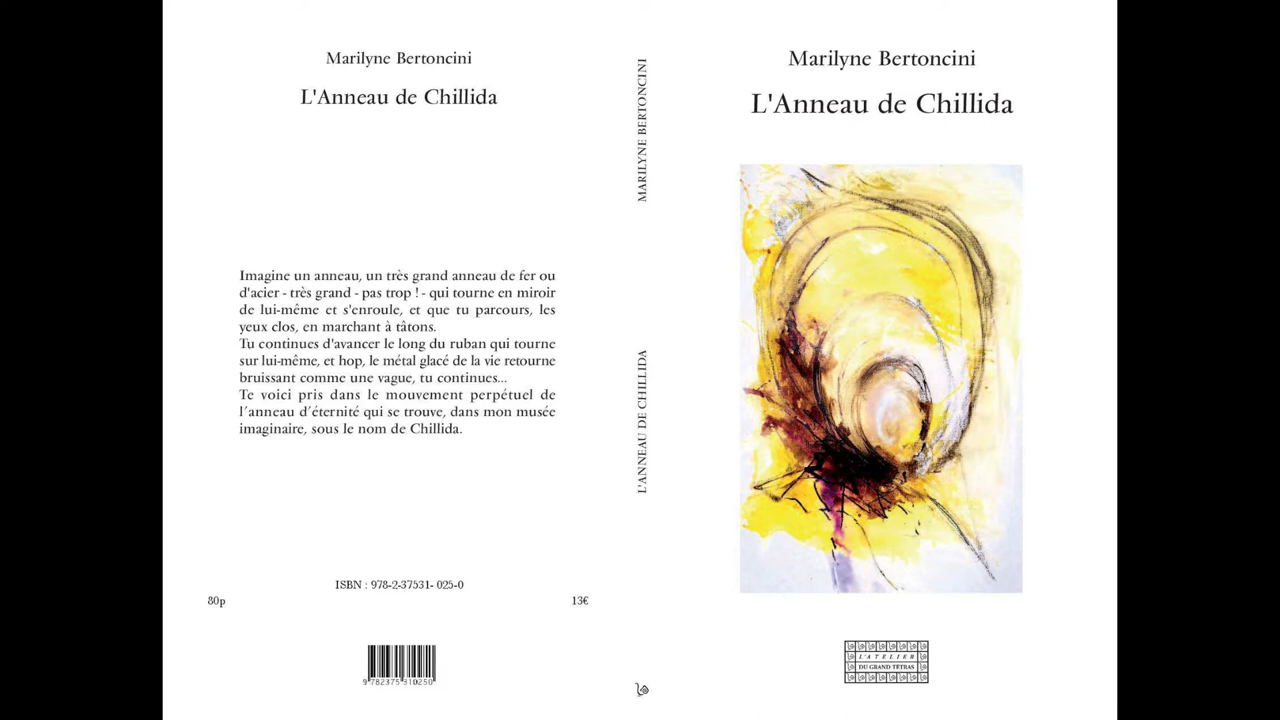 Marilyne Bertoncini
L'Anneau de Chillida
Imagine un anneau, un très grand anneau de fer ou
d'acier - très grand - pas trop ! - qui tourne en miroir
de lui-même et s'enroule, et que tu parcours, les
yeux clos, en marchant à tâtons.
Tu continues d'avancer le long du ruban qui tourne
sur lui-même, et hop, le métal glacé de la vie retourne
bruissant comme une vague, tu continues...
Te voici pris dans le mouvement perpétuel de
l´anneau d´éternité qui se trouve, dans mon musée
imaginaire, sous le nom de Chillida.
ISBN : 978-2-37531- 025-0
80p
13€
9 782375 310250
MARILYNE BERTONCINI
L'ANNEAU DE CHILLIDA
Marilyne Bertoncini
L'Anneau de Chillida
L'ATELIER
DU GRAND TÉTRAS